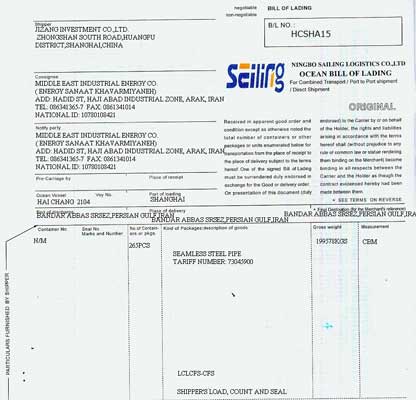 negotiable
non-negotiable
BILL OF LADING
B/L NO. :
HCSHA15
Shipper
JIZANG INVESTMENT CO.,LTD.
ZHONGSHAN SOUTH ROAD,HUANGPU
DISTRICT,SHANGHAI,CHINA
Consignee
MIDDLE EAST INDUSTRIAL ENERGY CO.
( ENERGY SANAAT KHAVARMIYANEH)
ADD: HADID ST, HAJI ABAD INDUSTRIAL ZONE, ARAK, IRAN
TEL: 086341365-7 FAX: 0861341014
NATIONAL ID: 10780108421
Notify party
MIDDLE EAST INDUSTRIAL ENERGY CO.
( ENERGY SANAAT KHAVARMIYANEH)
ADD: HADID ST, HAJI ABAD INDUSTRIAL ZONE, ARAK, IRAN
TEL: 086341365-7 FAX: 0861341014
NATIONAL ID: 10780108421
Sailing
NINGBO SAILING LOGISTICS CO.,LTD
OCEAN BILL OF LADING
For Combined Transport / Port to Port shipment
/ Direct Shipment
ORIGINAL
Received in apparent good order and
condition except as otherwise noted the
total number of containers or other
packages or units enumerated below for
transportation from the place of receipt to
the place of delivery subject to the terms
hereof. One of the signed Bill of Lading
must be surrendered duly endorsed in
exchange for the Good or delivery order.
On presentation of this document (duly
endorsed) to the Carrier by or on behalf
of the Holder, the rights and liabilities
arising in accordance with the terms
hereof shall (without prejudice to any
rule of common law or statute rendering
them binding on the Merchant) become
binding in all respects between the
Carrier and the Holder as though the
contract evidenced hereby had been
made between them.
* SEE TERMS ON REVERSE
Pre-Carriage by
Place of receipt
Ocean Vessel
Voy No.
Port of loading
HAI CHANG 2104
SHANGHAI
Place of delivery
* Final Destination (for the Merchant's reference)
BANDAR ABBAS SRSEZ,PERSIAN GULF,IRAN
BANDAR ABBAS SRSEZ,PERSIAN GULF,IRAN
BANDAR ABBAS SRSEZ,PERSIAN GULF,IRA
Container No
Seal No
Marks and Number
No of Contain-
ers or pkgs.
Kind of Packages:description of goods
Gross weight
Measurement
N/M
265PCS
199578KGS
CBM
SEAMLESS STEEL PIPE
TARIFF NUMBER: 73045900
LCLCFS-CFS
SHIPPER'S LOAD, COUNT AND SEAL
PARTICULARS FURNISHED BY SHIPPER